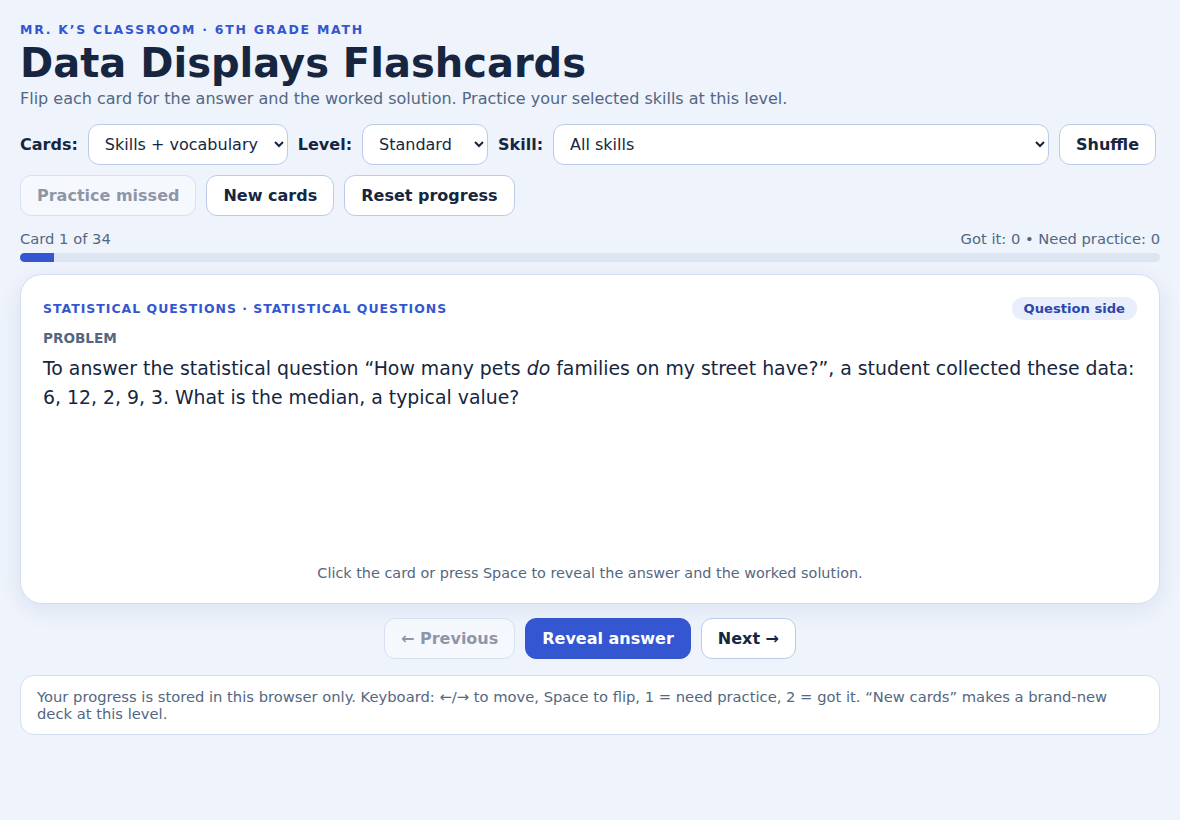 MR. K’S CLASSROOM · 6TH GRADE MATH
Data Displays Flashcards
Flip each card for the answer and the worked solution. Practice your selected skills at this level.
Cards: Skills + vocabulary Level: Standard Skill: All skills Shuffle
Practice missed New cards Reset progress
Card 1 of 34 Got it: 0 • Need practice: 0
STATISTICAL QUESTIONS · STATISTICAL QUESTIONS Question side
PROBLEM
To answer the statistical question “How many pets do families on my street have?”, a student collected these data:
6, 12, 2, 9, 3. What is the median, a typical value?
Click the card or press Space to reveal the answer and the worked solution.
← Previous Reveal answer Next →
Your progress is stored in this browser only. Keyboard: ←/→ to move, Space to flip, 1 = need practice, 2 = got it. “New cards” makes a brand-new
deck at this level.